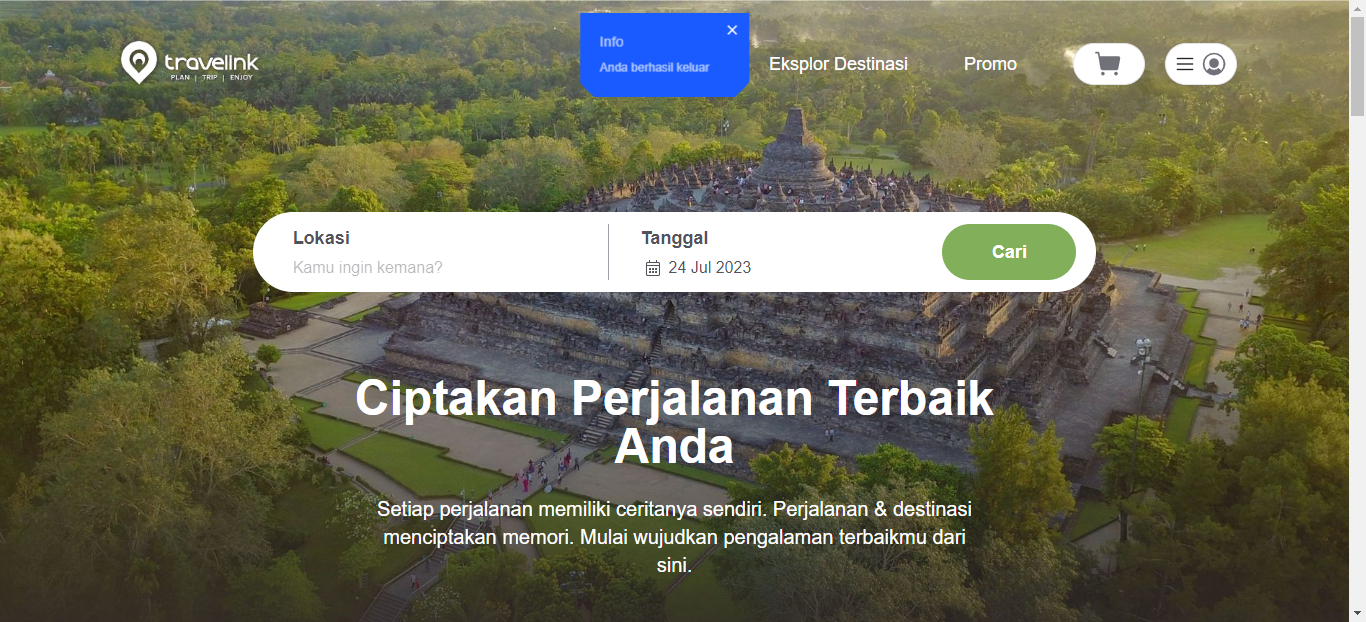 travelink
PLAN | TRIP | ENJOY
Info
Anda berhasil keluar
Eksplor Destinasi
Promo
Lokasi
Kamu ingin kemana?
Tanggal
24 Jul 2023
Cari
Ciptakan Perjalanan Terbaik
Anda
Setiap perjalanan memiliki ceritanya sendiri. Perjalanan & destinasi
menciptakan memori. Mulai wujudkan pengalaman terbaikmu dari
sini.